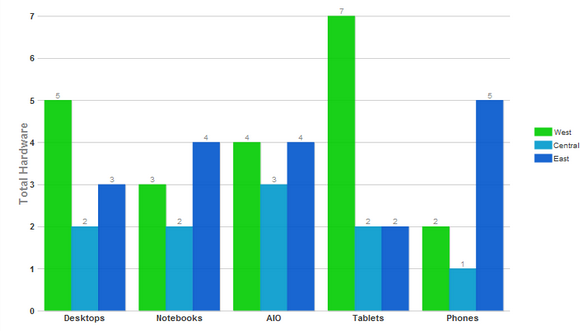 Total Hardware
7
6
5
4
3
2
1
0
5 2 3 3 2 4 4 3 4 7 2 2 2 1 5
Desktops Notebooks AIO Tablets Phones
West
Central
East